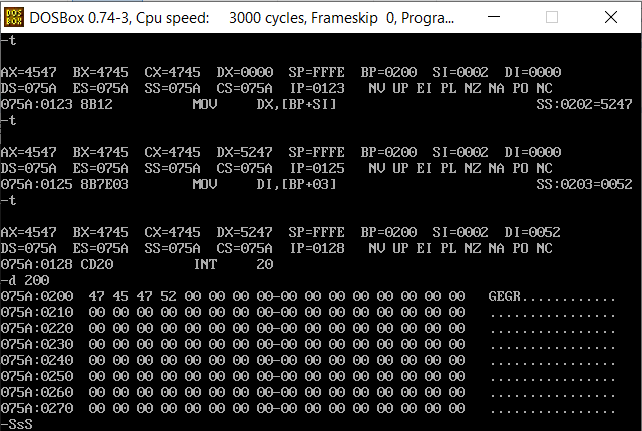 DOSBox 0.74-3, Cpu speed: 3000 cycles, Frameskip 0, Progra...
-t
AX=4547 BX=4745 CX=4745 DX=0000 SP=FFFE BP=0200 SI=0002 DI=0000
DS=075A ES=075A SS=075A CS=075A IP=0123 NV UP EI PL NZ NA PO NC
075A:0123 8B12 MOV DX,[BP+SI] SS:0202=5247
-t
AX=4547 BX=4745 CX=4745 DX=5247 SP=FFFE BP=0200 SI=0002 DI=0000
DS=075A ES=075A SS=075A CS=075A IP=0125 NV UP EI PL NZ NA PO NC
075A:0125 8B7E03 MOV DI,[BP+03] SS:0203=0052
-t
AX=4547 BX=4745 CX=4745 DX=5247 SP=FFFE BP=0200 SI=0002 DI=0052
DS=075A ES=075A SS=075A CS=075A IP=0128 NV UP EI PL NZ NA PO NC
075A:0128 CD20 INT 20
-d 200
075A:0200 47 45 47 52 00 00 00 00-00 00 00 00 00 00 00 00 GEGR............
075A:0210 00 00 00 00 00 00 00 00-00 00 00 00 00 00 00 00 ................
075A:0220 00 00 00 00 00 00 00 00-00 00 00 00 00 00 00 00 ................
075A:0230 00 00 00 00 00 00 00 00-00 00 00 00 00 00 00 00 ................
075A:0240 00 00 00 00 00 00 00 00-00 00 00 00 00 00 00 00 ................
075A:0250 00 00 00 00 00 00 00 00-00 00 00 00 00 00 00 00 ................
075A:0260 00 00 00 00 00 00 00 00-00 00 00 00 00 00 00 00 ................
075A:0270 00 00 00 00 00 00 00 00-00 00 00 00 00 00 00 00 ................
-SsS